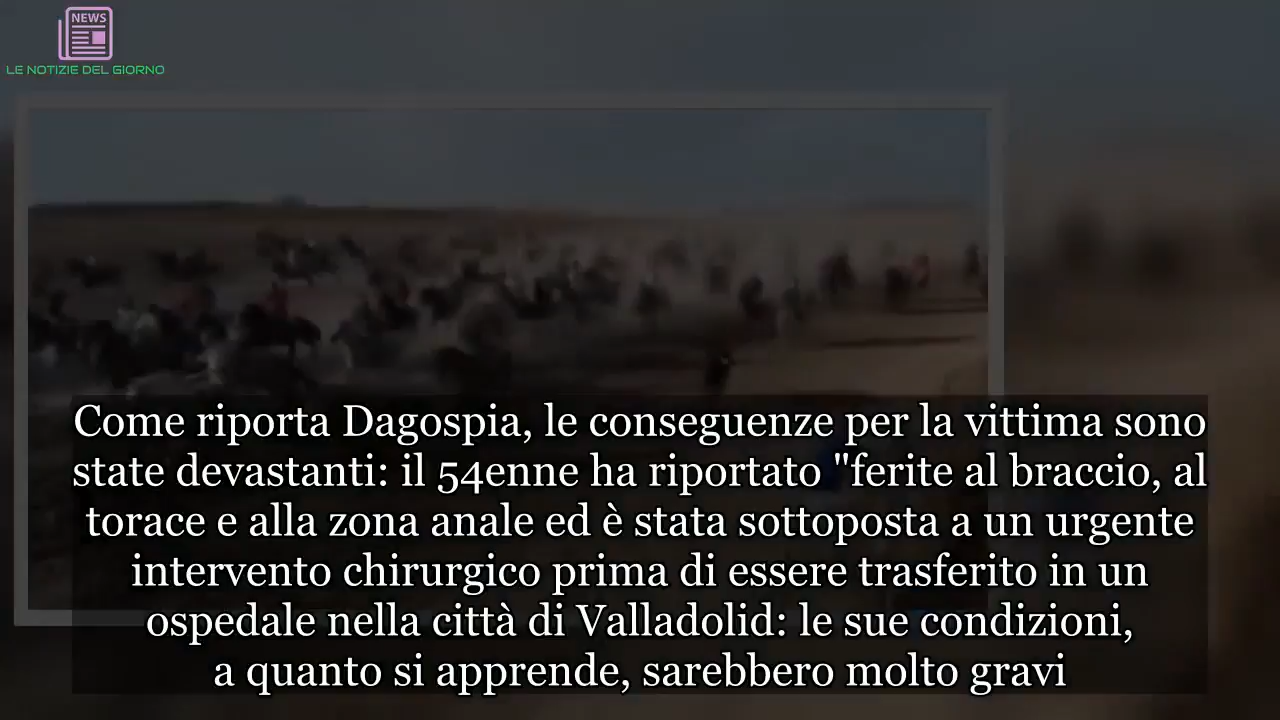 NEWS
LE NOTIZIE DEL GIORNO
Come riporta Dagospia, le conseguenze per la vittima sono
state devastanti: il 54enne ha riportato "ferite al braccio, al
torace e alla zona anale ed è stata sottoposta a un urgente
intervento chirurgico prima di essere trasferito in un
ospedale nella città di Valladolid: le sue condizioni,
a quanto si apprende, sarebbero molto gravi